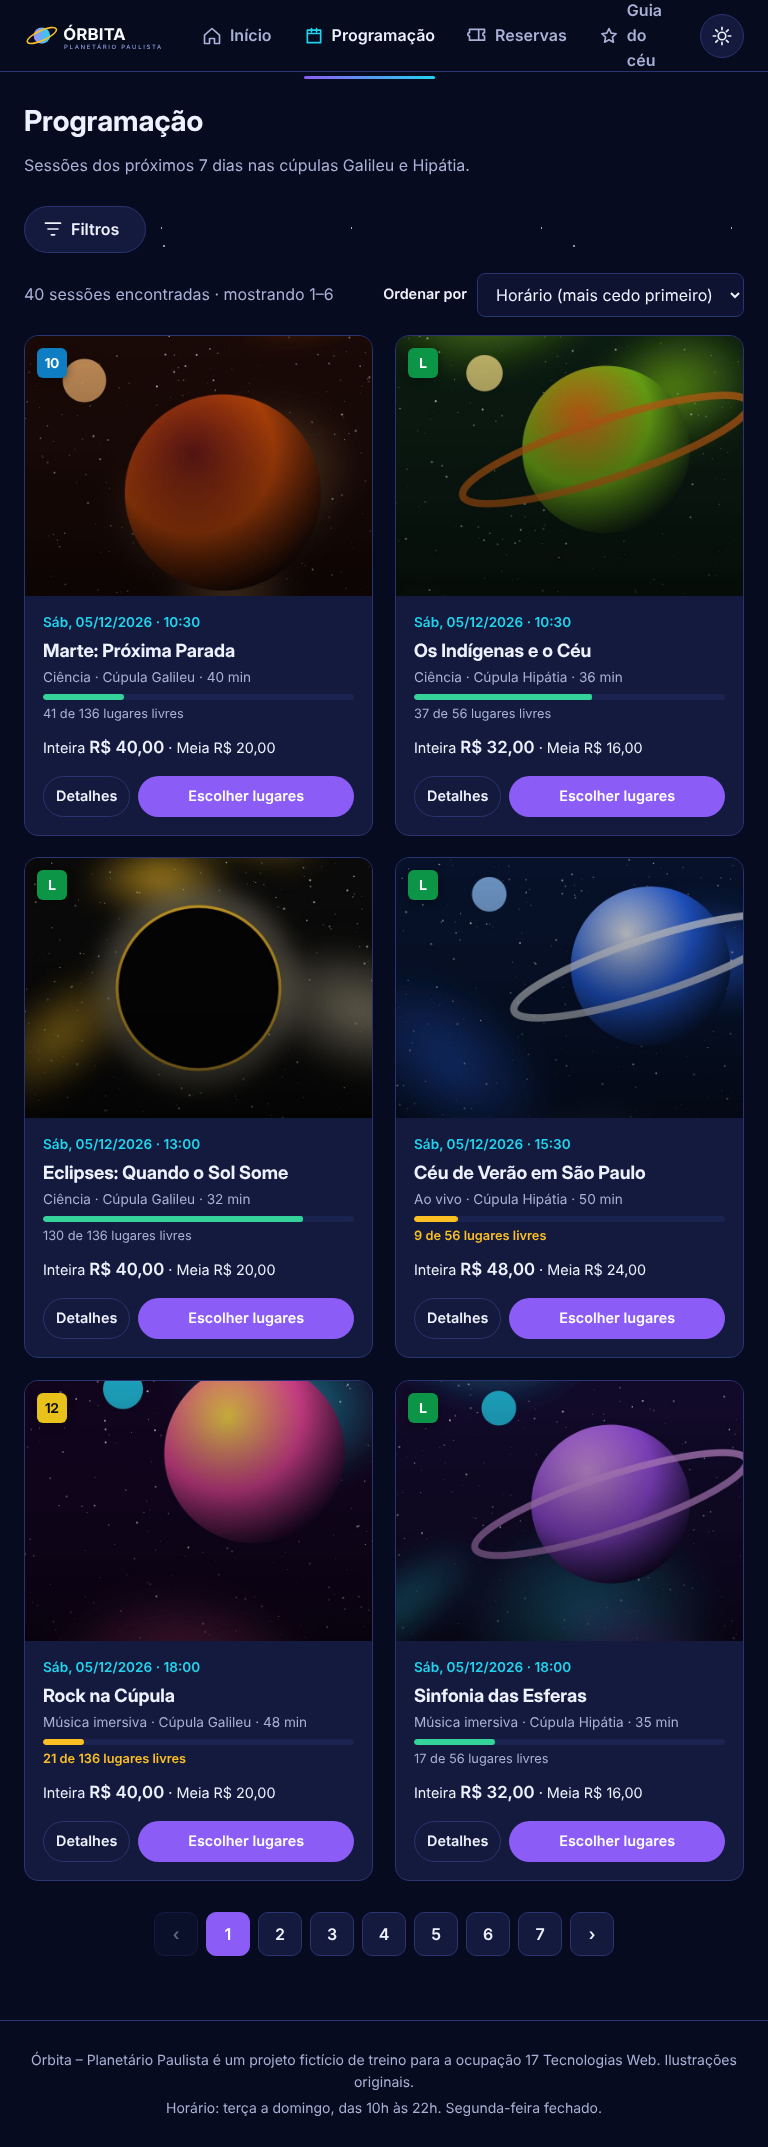 ÓRBITA
PLANETÁRIO PAULISTA
Início
Programação
Reservas
Guia
do
céu
Programação
Sessões dos próximos 7 dias nas cúpulas Galileu e Hipátia.
Filtros
40 sessões encontradas · mostrando 1–6
Ordenar por
Horário (mais cedo primeiro)
10
Sáb, 05/12/2026 · 10:30
Marte: Próxima Parada
Ciência · Cúpula Galileu · 40 min
41 de 136 lugares livres
Inteira R$ 40,00 · Meia R$ 20,00
Detalhes
Escolher lugares
L
Sáb, 05/12/2026 · 10:30
Os Indígenas e o Céu
Ciência · Cúpula Hipátia · 36 min
37 de 56 lugares livres
Inteira R$ 32,00 · Meia R$ 16,00
Detalhes
Escolher lugares
L
Sáb, 05/12/2026 · 13:00
Eclipses: Quando o Sol Some
Ciência · Cúpula Galileu · 32 min
130 de 136 lugares livres
Inteira R$ 40,00 · Meia R$ 20,00
Detalhes
Escolher lugares
L
Sáb, 05/12/2026 · 15:30
Céu de Verão em São Paulo
Ao vivo · Cúpula Hipátia · 50 min
9 de 56 lugares livres
Inteira R$ 48,00 · Meia R$ 24,00
Detalhes
Escolher lugares
12
Sáb, 05/12/2026 · 18:00
Rock na Cúpula
Música imersiva · Cúpula Galileu · 48 min
21 de 136 lugares livres
Inteira R$ 40,00 · Meia R$ 20,00
Detalhes
Escolher lugares
L
Sáb, 05/12/2026 · 18:00
Sinfonia das Esferas
Música imersiva · Cúpula Hipátia · 35 min
17 de 56 lugares livres
Inteira R$ 32,00 · Meia R$ 16,00
Detalhes
Escolher lugares
‹ 1 2 3 4 5 6 7 ›
Órbita – Planetário Paulista é um projeto fictício de treino para a ocupação 17 Tecnologias Web. Ilustrações
originais.
Horário: terça a domingo, das 10h às 22h. Segunda-feira fechado.